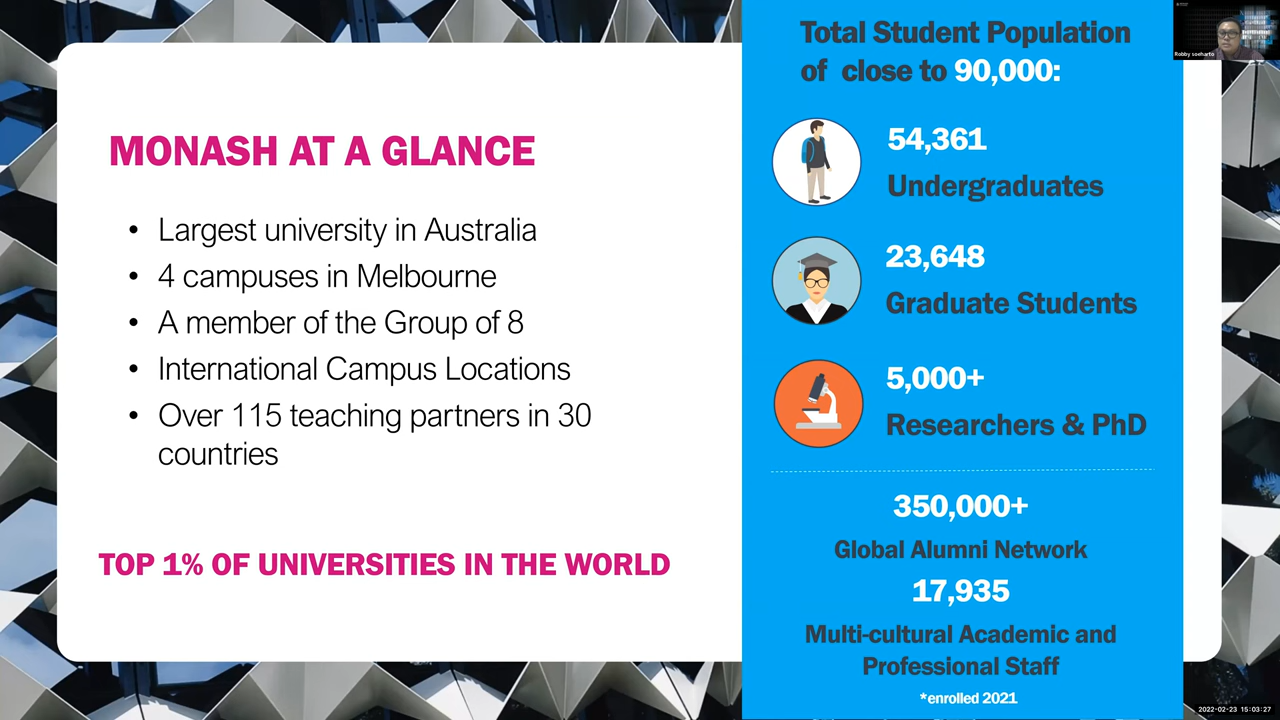 MONASH AT A GLANCE
• Largest university in Australia
• 4 campuses in Melbourne
• A member of the Group of 8
• International Campus Locations
• Over 115 teaching partners in 30
countries
TOP 1% OF UNIVERSITIES IN THE WORLD
Total Student Population
of close to 90,000:
54,361
Undergraduates
23,648
Graduate Students
5,000+
Researchers & PhD
350,000+
Global Alumni Network
17,935
Multi-cultural Academic and
Professional Staff
*enrolled 2021
Robby soeharto
2022-02-23 15:03:27